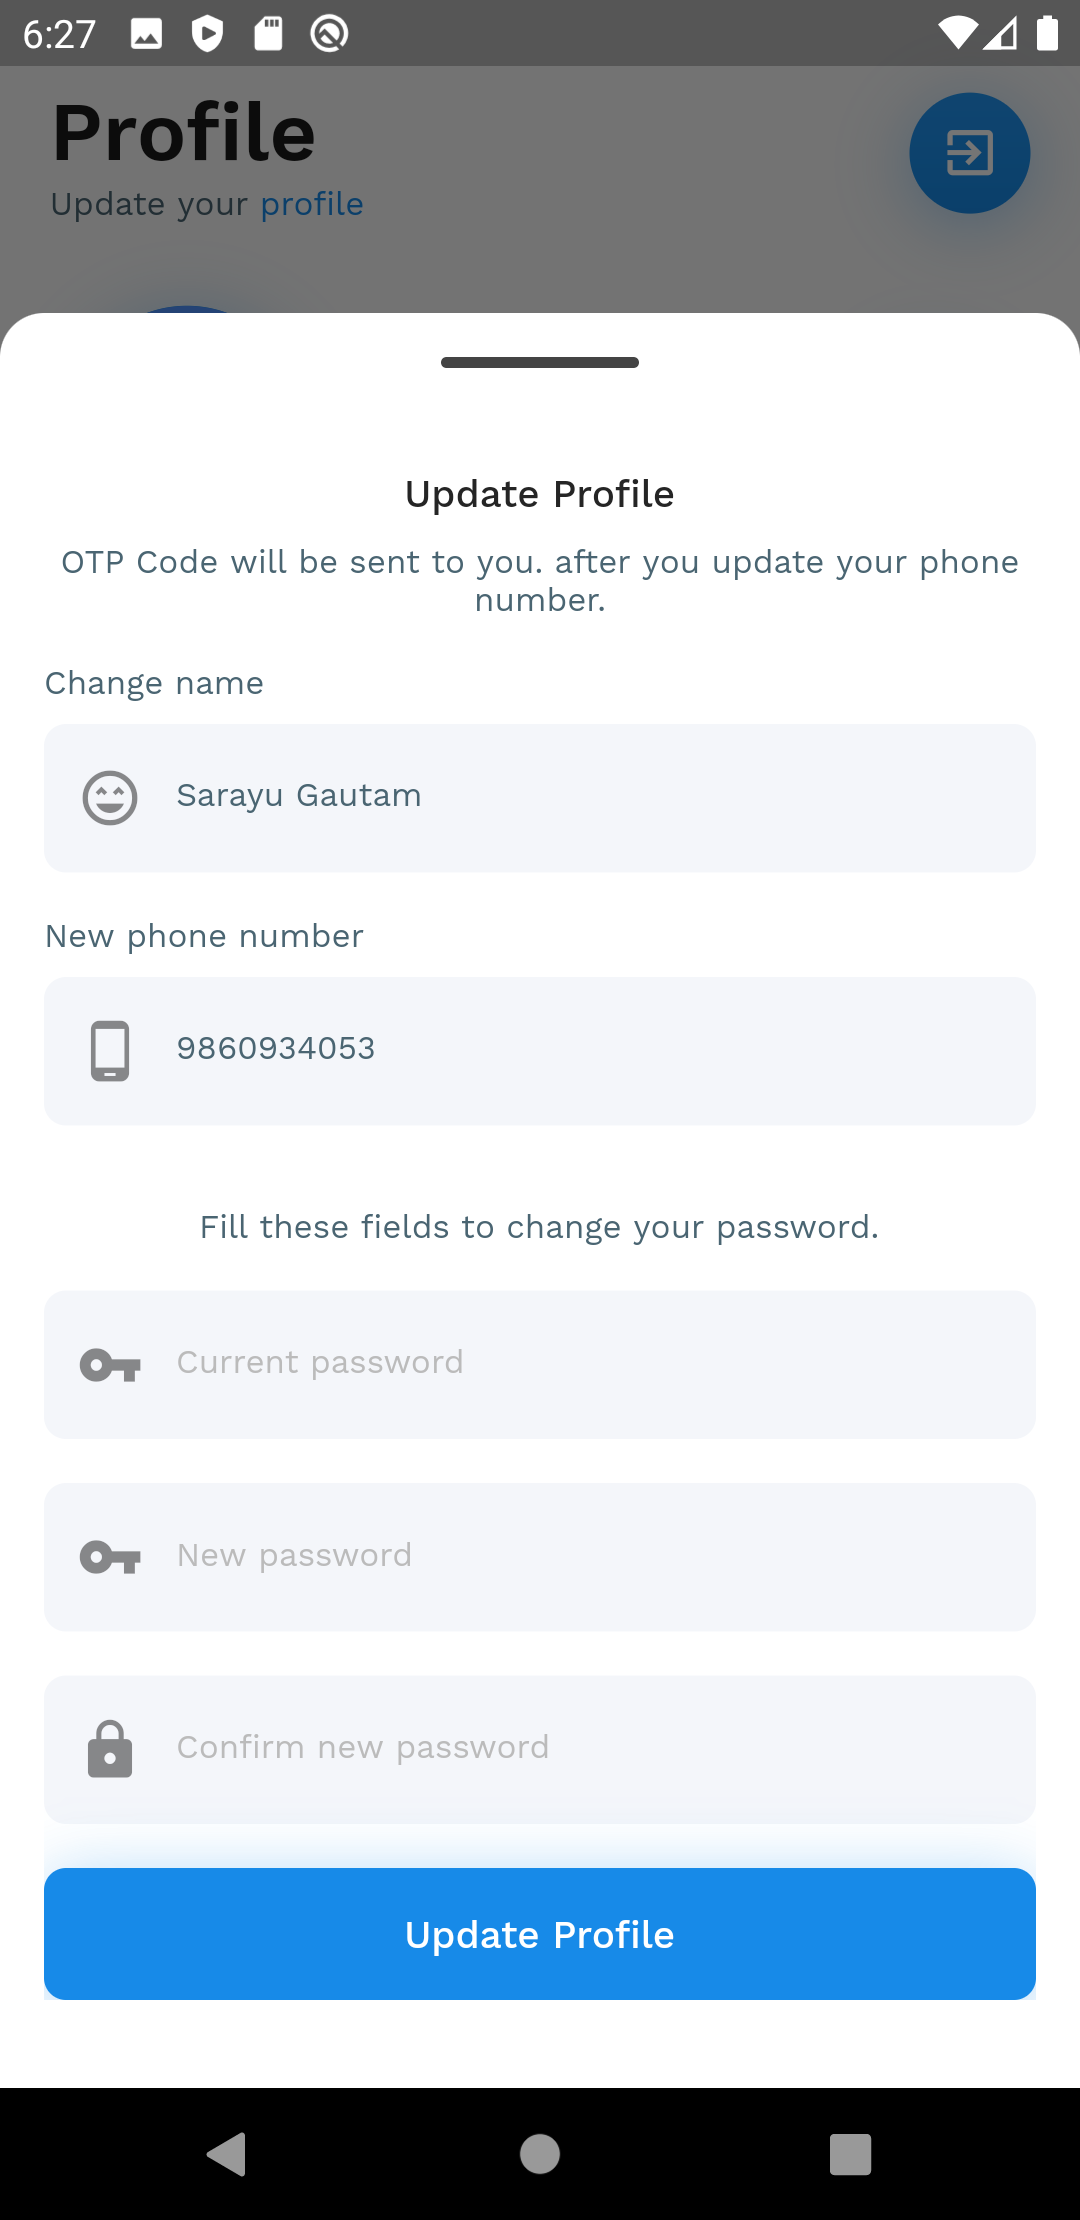 6:27
Profile
Update your profile
Update Profile
OTP Code will be sent to you. after you update your phone
number.
Change name
Sarayu Gautam
New phone number
9860934053
Fill these fields to change your password.
Current password
New password
Confirm new password
Update Profile